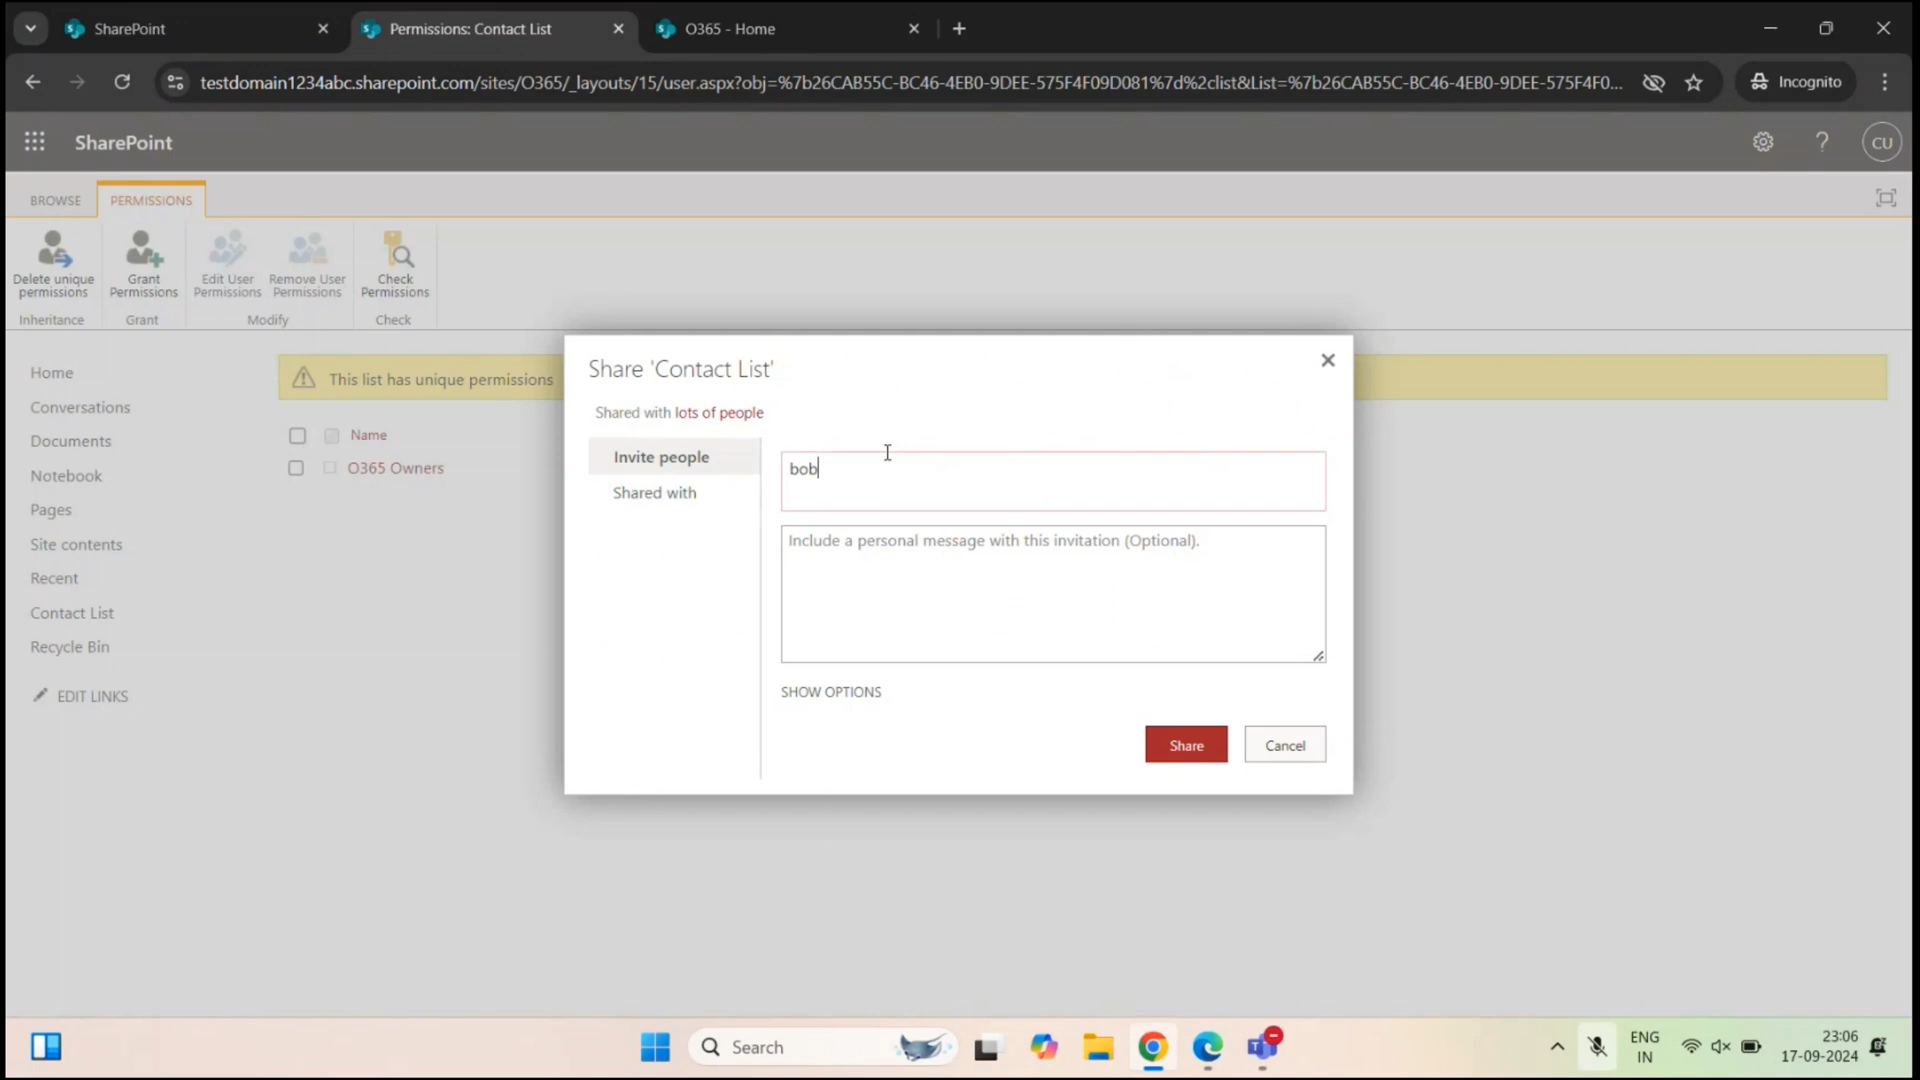 SharePoint
Permissions: Contact List
O365 - Home
testdomain1234abc.sharepoint.com/sites/O365/_layouts/15/user.aspx?obj=%7b26CAB55C-BC46-4EB0-9DEE-575F4F09D081%7d%2clist&List=%7b26CAB55C-BC46-4EB0-9DEE-575F4F0...
Incognito
SharePoint
CU
BROWSE
PERMISSIONS
Delete unique permissions
Grant Permissions
Edit User Permissions
Remove User Permissions
Check Permissions
Inheritance
Grant
Modify
Check
Home
Conversations
Documents
Notebook
Pages
Site contents
Recent
Contact List
Recycle Bin
EDIT LINKS
This list has unique permissions
Name
O365 Owners
Share 'Contact List'
Shared with lots of people
Invite people
Shared with
bob
Include a personal message with this invitation (Optional).
SHOW OPTIONS
Share
Cancel
Search
ENG
IN
23:06
17-09-2024